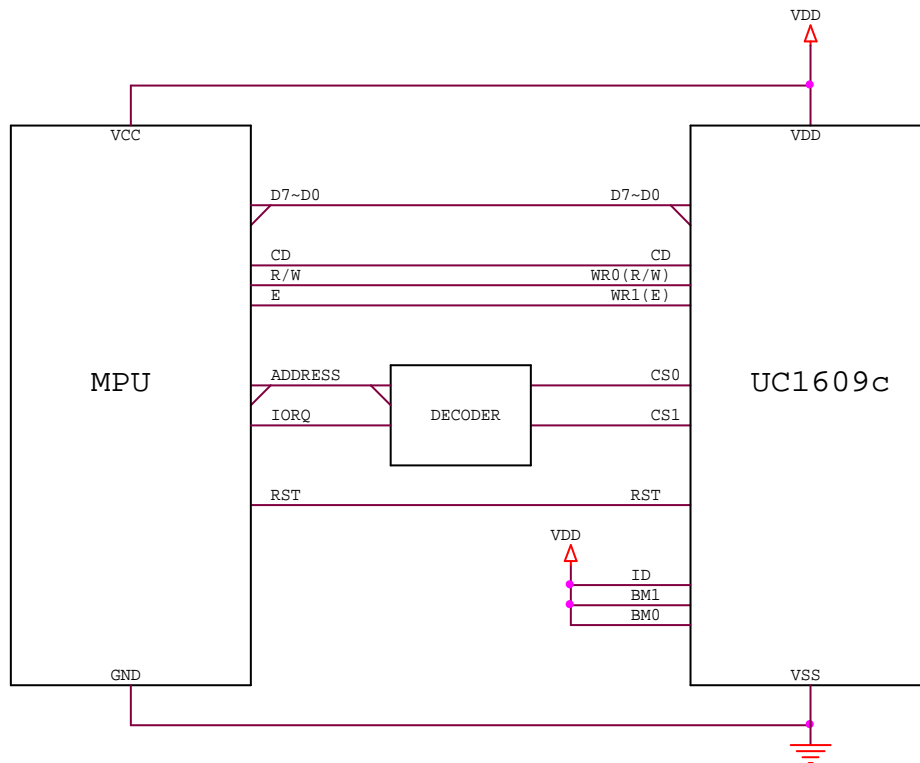 VDD
VCC VDD
D7~D0 D7~D0
CD CD
R/W WR0(R/W)
E WR1(E)
MPU ADDRESS CS0 UC1609c
IORQ DECODER CS1
RST RST
VDD
ID
BM1
BM0
GND VSS